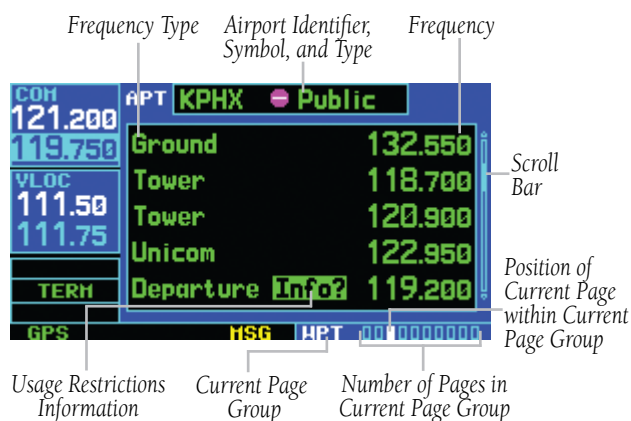 Frequency Type
Airport Identifier,
Symbol, and Type
Frequency
COM
121.200
119.750
VLOC
111.50
111.75
TERM
GPS
APT KPHX Public
Ground 132.550
Tower 118.700
Tower 120.900
Unicom 122.950
Departure Info? 119.200
MSG WPT
Scroll
Bar
Position of
Current Page
within Current
Page Group
Usage Restrictions
Information
Current Page
Group
Number of Pages in
Current Page Group